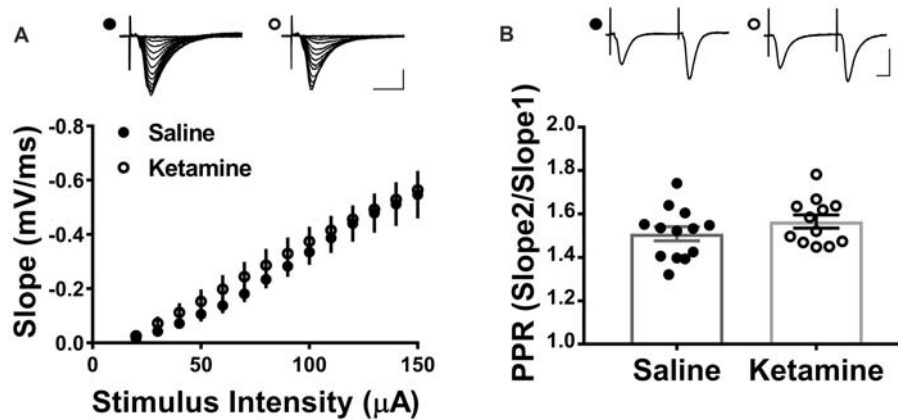 A
Slope (mV/ms)
-0.8
-0.6
-0.4
-0.2
0.0
Saline
Ketamine
0
50
100
150
Stimulus Intensity (μA)
B
PPR (Slope2/Slope1)
2.0
1.8
1.6
1.4
1.2
1.0
Saline
Ketamine